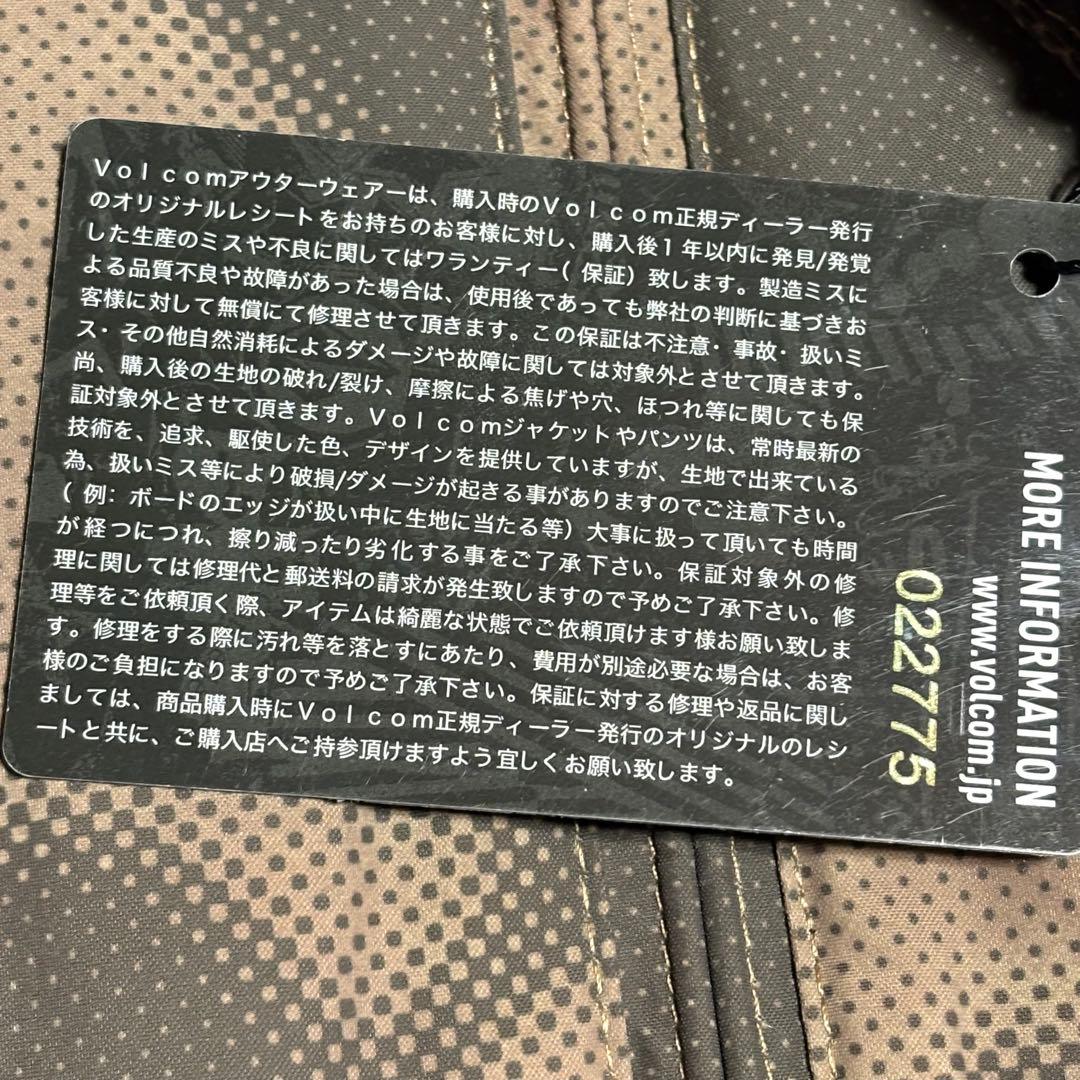 Volcomアウターウェアーは、購入時のVolcom正規ディーラー発行
のオリジナルレシートをお持ちのお客様に対し、購入後1年以内に発見/発覚
した生産のミスや不良に関してはワランティー(保証)致します。製造ミスに
よる品質不良や故障があった場合は、使用後であっても弊社の判断に基づきお
客様に対して無償にて修理させて頂きます。この保証は不注意・事故・扱いミ
ス・その他自然消耗によるダメージや故障に関しては対象外とさせて頂きます。
尚、購入後の生地の破れ/裂け、摩擦による焦げや穴、ほつれ等に関しても保
証対象外とさせて頂きます。Volcomジャケットやパンツは、常時最新の
技術を、追求、駆使した色、デザインを提供していますが、生地で出来ている
為、扱いミス等により破損/ダメージが起きる事がありますのでご注意下さい。
(例:ボードのエッジが扱い中に生地に当たる等)大事に扱って頂いても時間
が経つにつれ、擦り減ったり劣化する事をご了承下さい。保証対象外の修
理に関しては修理代と郵送料の請求が発生致しますので予めご了承下さい。修
理等をご依頼頂く際、アイテムは綺麗な状態でご依頼頂けます様お願い致しま
す。修理をする際に汚れ等を落とすにあたり、費用が別途必要な場合は、お客
様のご負担になりますので予めご了承下さい。保証に対する修理や返品に関し
ましては、商品購入時にVolcom正規ディーラー発行のオリジナルのレシ
ートと共に、ご購入店へご持参頂けますよう宜しくお願い致します。
MORE INFORMATION
www.volcom.jp
022775